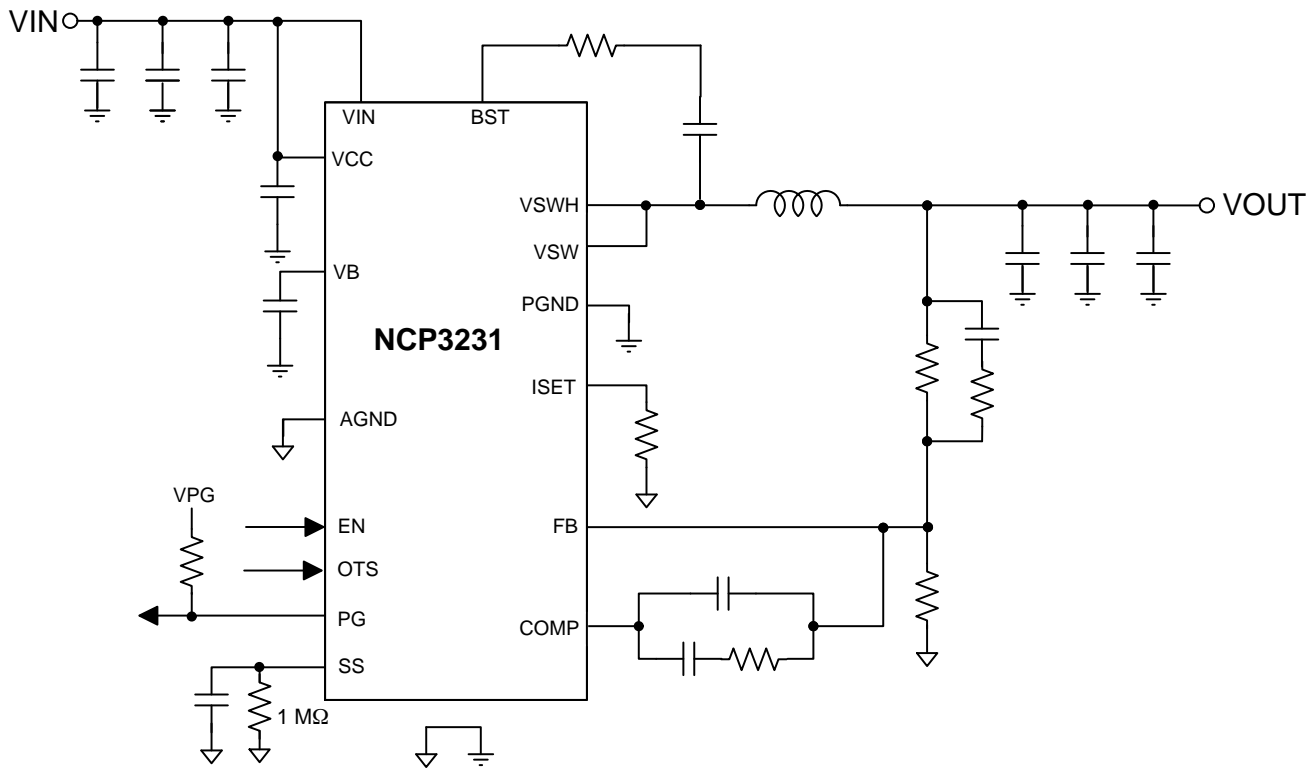 VIN
VIN
BST
VCC
VSWH
VOUT
VSW
VB
PGND
NCP3231
ISET
AGND
VPG
EN
FB
OTS
PG
COMP
SS
1 MΩ